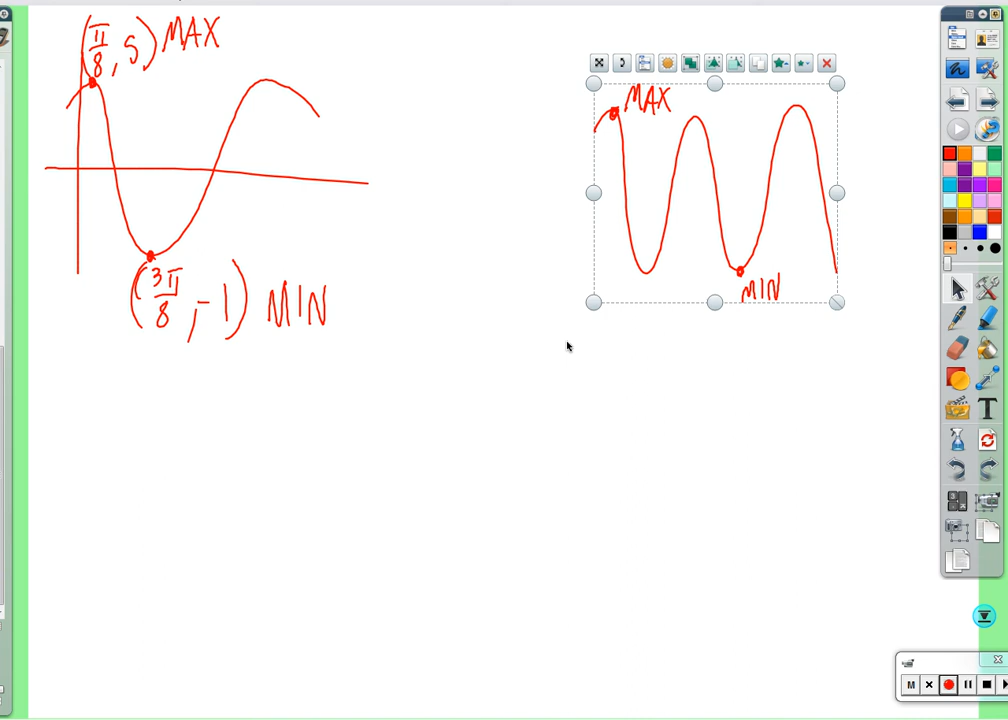 (π/8, 5) MAX
(3π/8, -1) MIN
MAX
MIN
T
M